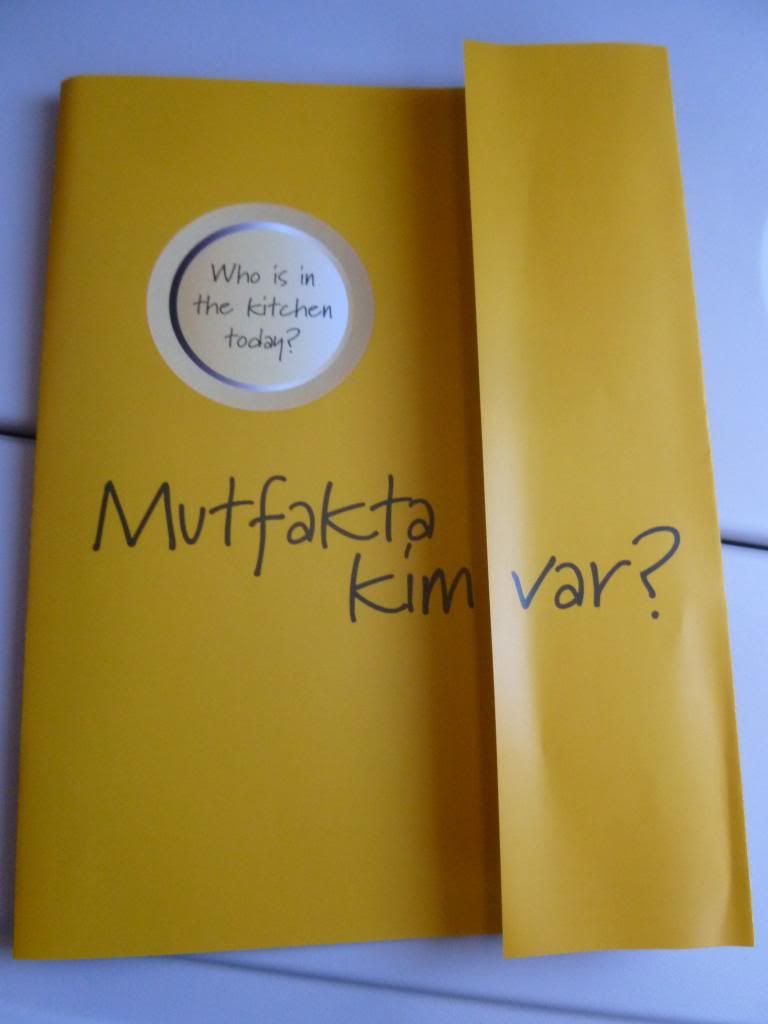 Who is in
the kitchen
today?
Mutfakta
kim var?